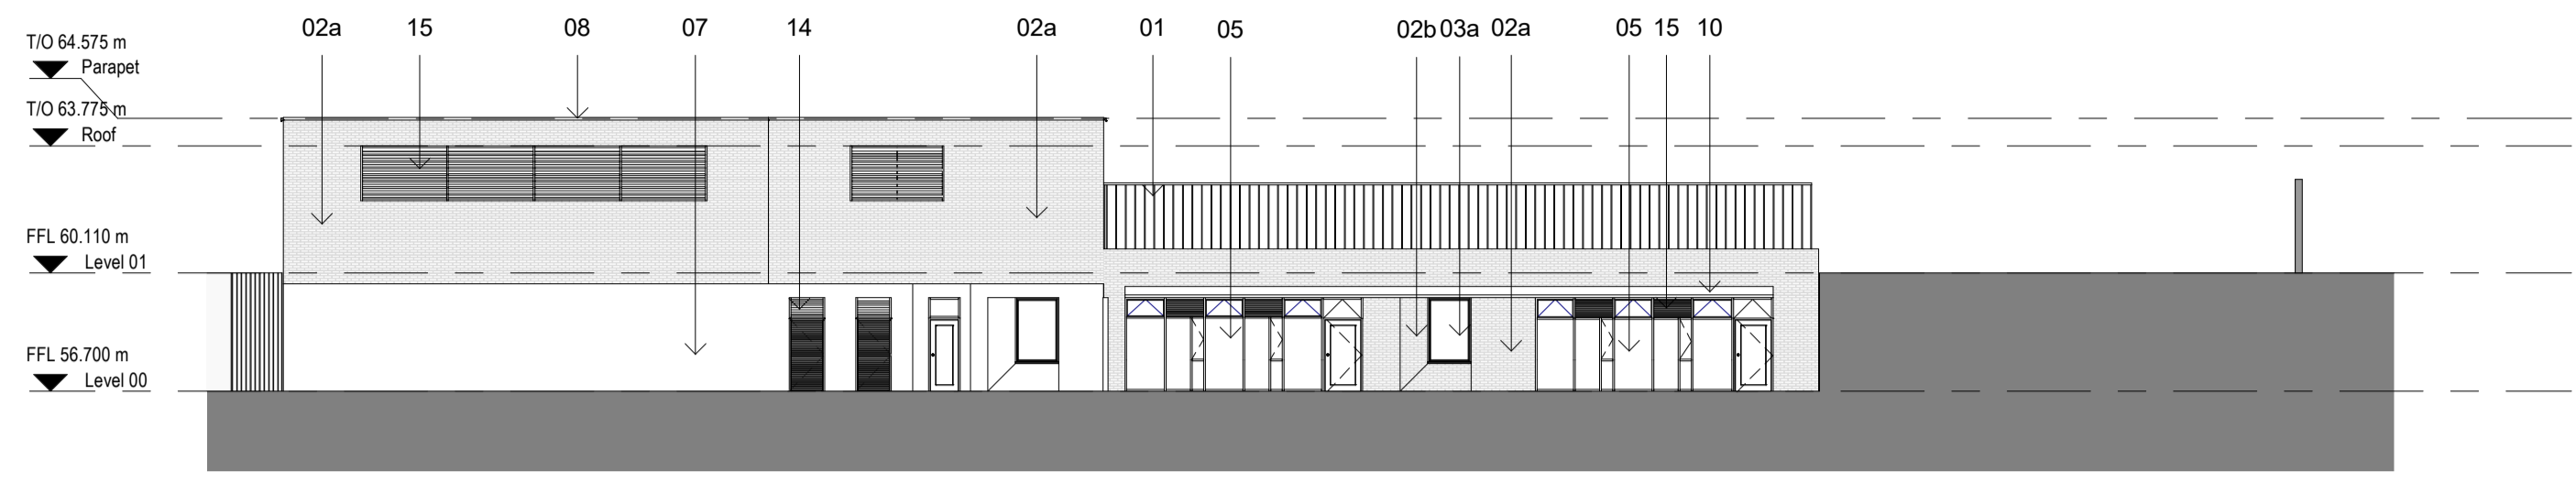 02a 15 08 07 14 02a 01 05 02b 03a 02a 05 15 10
T/O 64.575 m
Parapet
T/O 63.775 m
Roof
FFL 60.110 m
Level 01
FFL 56.700 m
Level 00